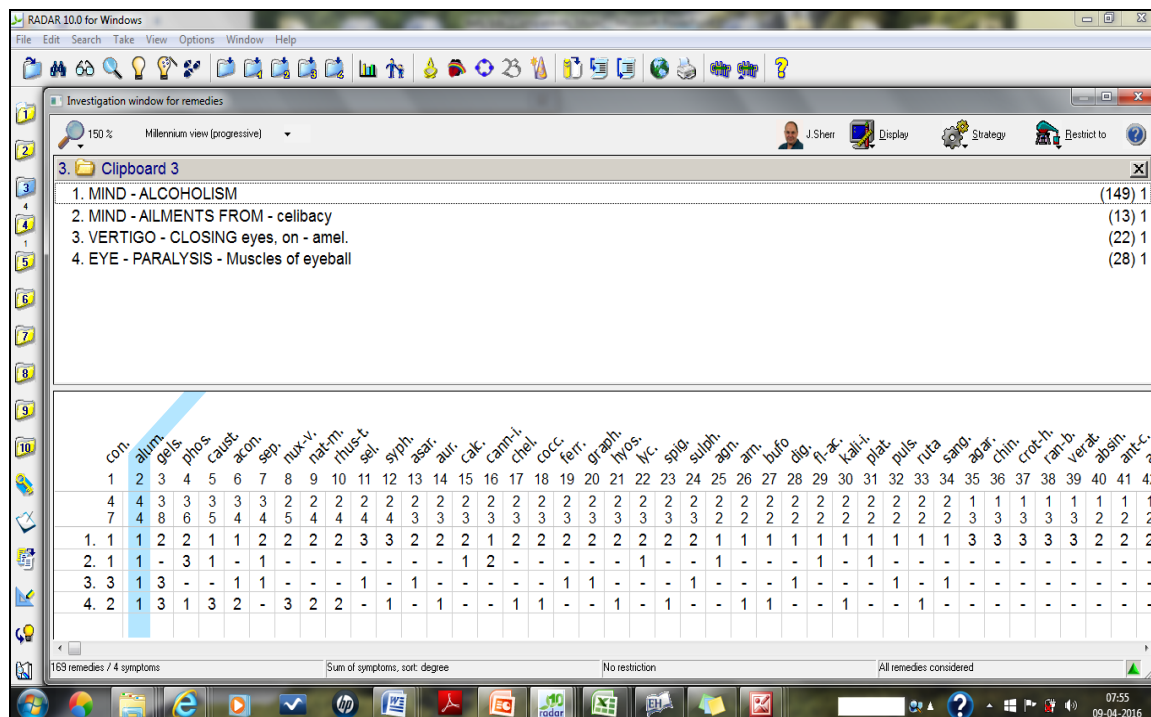 RADAR 10.0 for Windows
File Edit Search Take View Options Window Help
Investigation window for remedies
150 % Millennium view (progressive) J.Sherr Display Strategy Restrict to
3. Clipboard 3
1. MIND - ALCOHOLISM (149) 1
2. MIND - AILMENTS FROM - celibacy (13) 1
3. VERTIGO - CLOSING eyes, on - amel. (22) 1
4. EYE - PARALYSIS - Muscles of eyeball (28) 1
1
2
3
4
4
1
5
6
7
8
9
10
con. alum. gels. phos. caust. acon. sep. nux-v. nat-m. rhus-t. sel. syph. asar. aur. calc. cann-i. chel. cocc. ferr. graph. hyos. lyc. spig. sulph. agn. arn. bufo dig. fl-ac. kali-i. plat. puls. ruta sang. agar. chin. crot-h. ran-b. verat. absin. ant-c.
1 2 3 4 5 6 7 8 9 10 11 12 13 14 15 16 17 18 19 20 21 22 23 24 25 26 27 28 29 30 31 32 33 34 35 36 37 38 39 40 41 42
4 4 3 3 3 3 3 2 2 2 2 2 2 2 2 2 2 2 2 2 2 2 2 2 2 2 2 2 2 2 2 2 2 2 1 1 1 1 1 1 1 1
7 4 8 6 5 4 4 5 4 4 4 4 3 3 3 3 3 3 3 3 3 3 3 3 2 2 2 2 2 2 2 2 2 2 3 3 3 3 3 2 2 2
1. 1 1 2 2 1 1 2 2 2 2 3 3 2 2 2 1 2 2 2 2 2 2 2 2 1 1 1 1 1 1 1 1 1 1 3 3 3 3 3 2 2 2
2. 1 1 - 3 1 - 1 - - - - - - - 1 2 - - - - - 1 - - 1 - - - 1 - 1 - - - - - - - - - - -
3. 3 1 3 - - 1 1 - - - 1 - 1 - - - - - 1 1 - - - 1 - - - 1 - - - 1 - 1 - - - - - - - -
4. 2 1 3 1 3 2 - 3 2 2 - 1 - 1 - - 1 1 - - 1 - 1 - - 1 1 - - 1 - - 1 - - - - - - - - -
169 remedies / 4 symptoms Sum of symptoms, sort: degree No restriction All remedies considered
radar
07:55
09-04-2016